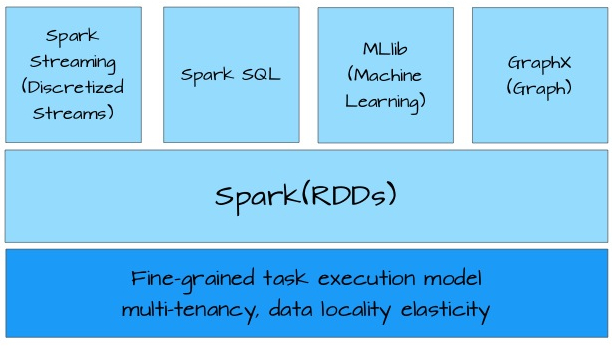 Spark
Streaming
(Discretized
Streams)
Spark SQL
MLlib
(Machine
Learning)
GraphX
(Graph)
Spark(RDDs)
Fine-grained task execution model
multi-tenancy, data locality elasticity